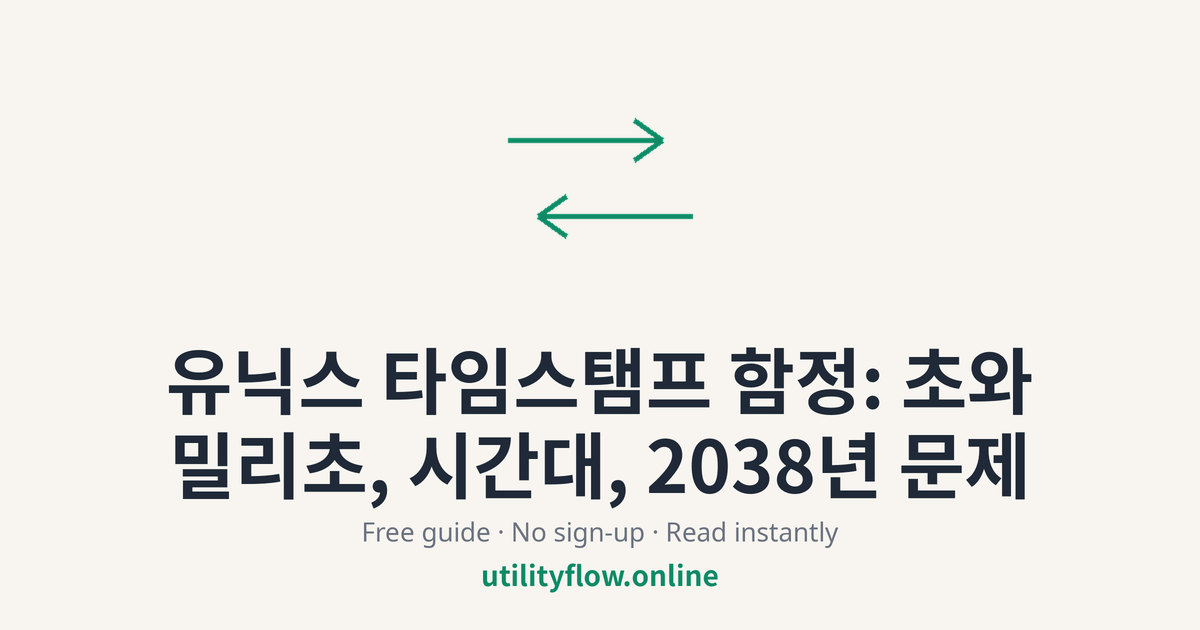 유닉스 타임스탬프 함정: 초와
밀리초, 시간대, 2038년 문제
Free guide · No sign-up · Read instantly
utilityflow.online